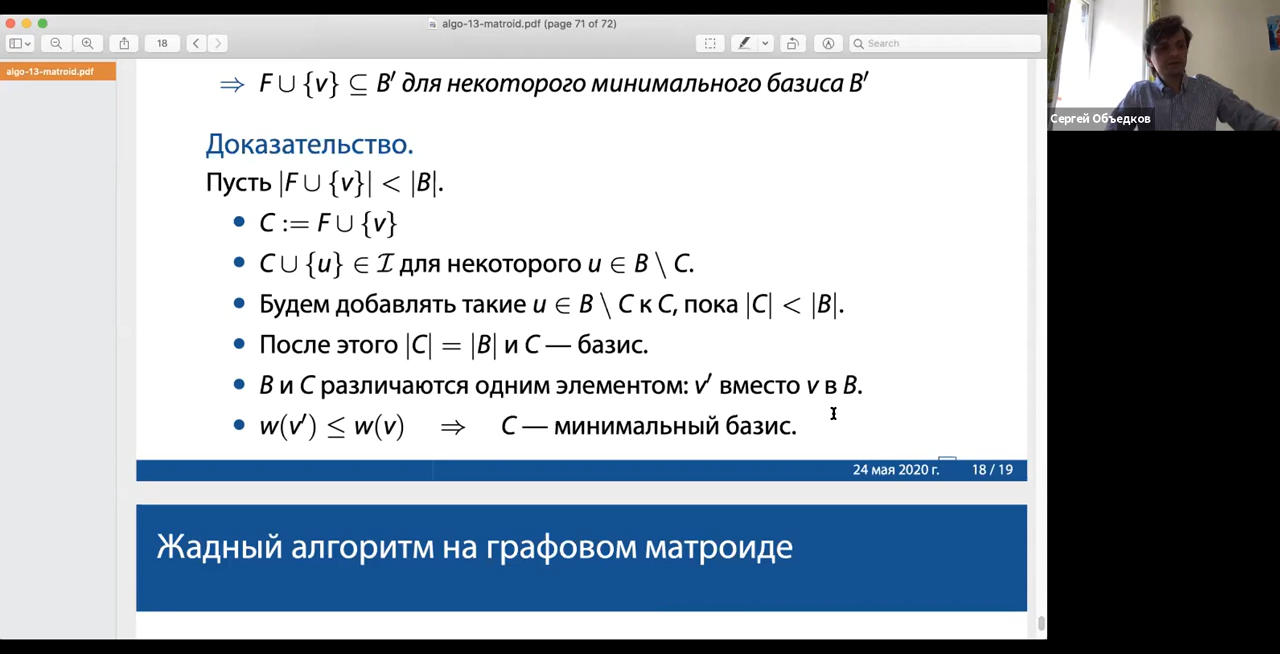 algo-13-matroid.pdf (page 71 of 72)
18
Search
algo-13-matroid.pdf
Сергей Объедков
⇒ F ∪ {v} ⊆ B′ для некоторого минимального базиса B′
Доказательство.
Пусть |F ∪ {v}| < |B|.
• C := F ∪ {v}
• C ∪ {u} ∈ ℐ для некоторого u ∈ B \ C.
• Будем добавлять такие u ∈ B \ C к C, пока |C| < |B|.
• После этого |C| = |B| и C — базис.
• B и C различаются одним элементом: v′ вместо v в B.
• w(v′) ≤ w(v) ⇒ C — минимальный базис.
24 мая 2020 г. 18 / 19
Жадный алгоритм на графовом матроиде